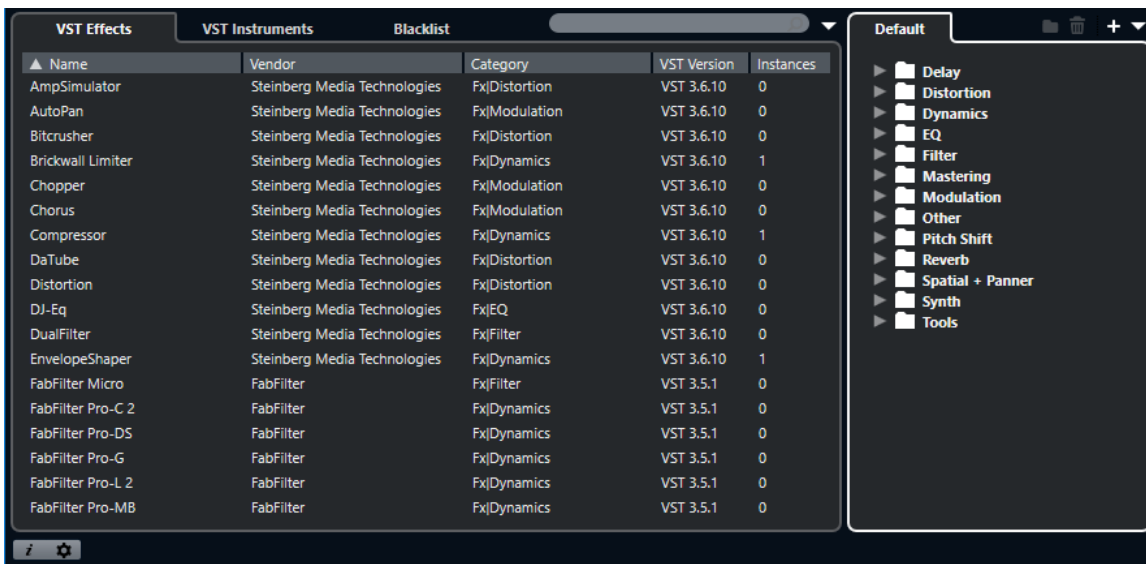 VST Effects VST Instruments Blacklist
Name Vendor Category VST Version Instances
AmpSimulator Steinberg Media Technologies Fx|Distortion VST 3.6.10 0
AutoPan Steinberg Media Technologies Fx|Modulation VST 3.6.10 0
Bitcrusher Steinberg Media Technologies Fx|Distortion VST 3.6.10 0
Brickwall Limiter Steinberg Media Technologies Fx|Dynamics VST 3.6.10 1
Chopper Steinberg Media Technologies Fx|Modulation VST 3.6.10 0
Chorus Steinberg Media Technologies Fx|Modulation VST 3.6.10 0
Compressor Steinberg Media Technologies Fx|Dynamics VST 3.6.10 1
DaTube Steinberg Media Technologies Fx|Distortion VST 3.6.10 0
Distortion Steinberg Media Technologies Fx|Distortion VST 3.6.10 0
DJ-Eq Steinberg Media Technologies Fx|EQ VST 3.6.10 0
DualFilter Steinberg Media Technologies Fx|Filter VST 3.6.10 0
EnvelopeShaper Steinberg Media Technologies Fx|Dynamics VST 3.6.10 1
FabFilter Micro FabFilter Fx|Filter VST 3.5.1 0
FabFilter Pro-C 2 FabFilter Fx|Dynamics VST 3.5.1 0
FabFilter Pro-DS FabFilter Fx|Dynamics VST 3.5.1 0
FabFilter Pro-G FabFilter Fx|Dynamics VST 3.5.1 0
FabFilter Pro-L 2 FabFilter Fx|Dynamics VST 3.5.1 0
FabFilter Pro-MB FabFilter Fx|Dynamics VST 3.5.1 0
i
Default
Delay
Distortion
Dynamics
EQ
Filter
Mastering
Modulation
Other
Pitch Shift
Reverb
Spatial + Panner
Synth
Tools